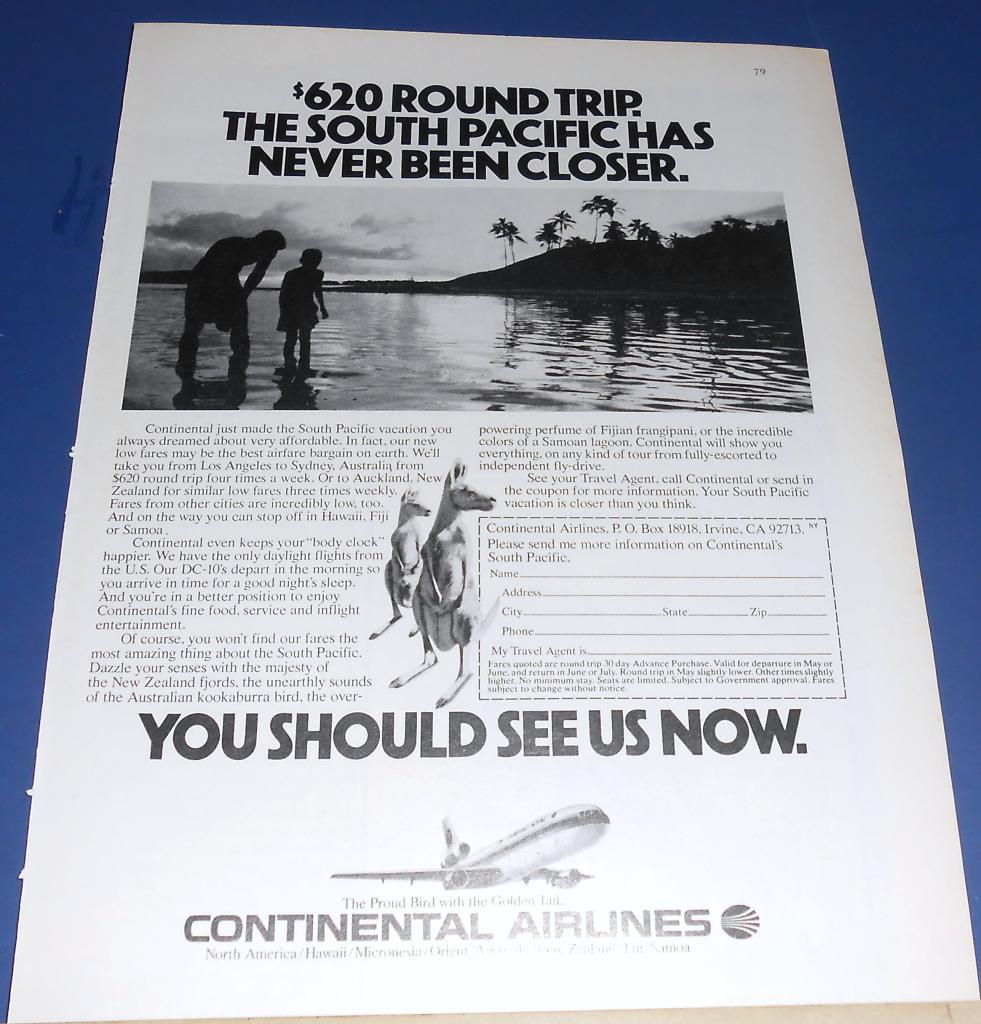 79
$620 ROUND TRIP.
THE SOUTH PACIFIC HAS
NEVER BEEN CLOSER.
Continental just made the South Pacific vacation you
always dreamed about very affordable. In fact, our new
low fares may be the best airfare bargain on earth. We'll
take you from Los Angeles to Sydney, Australia, from
$620 round trip four times a week. Or to Auckland, New
Zealand for similar low fares three times weekly.
Fares from other cities are incredibly low, too.
And on the way you can stop off in Hawaii, Fiji
or Samoa.
Continental even keeps your "body clock"
happier. We have the only daylight flights from
the U.S. Our DC-10's depart in the morning so
you arrive in time for a good night's sleep.
And you're in a better position to enjoy
Continental's fine food, service and inflight
entertainment.
Of course, you won't find our fares the
most amazing thing about the South Pacific.
Dazzle your senses with the majesty of
the New Zealand fjords, the unearthly sounds
of the Australian kookaburra bird, the over-
powering perfume of Fijian frangipani, or the incredible
colors of a Samoan lagoon. Continental will show you
everything, on any kind of tour from fully-escorted to
independent fly-drive.
See your Travel Agent, call Continental or send in
the coupon for more information. Your South Pacific
vacation is closer than you think.
Continental Airlines, P. O. Box 18918, Irvine, CA 92713. NY
Please send me more information on Continental's
South Pacific.
Name
Address
City State Zip
Phone
My Travel Agent is
Fares quoted are round trip 30 day Advance Purchase. Valid for departure in May or
June, and return in June or July. Round trip in May slightly lower. Other times slightly
higher. No minimum stay. Seats are limited. Subject to Government approval. Fares
subject to change without notice.
YOU SHOULD SEE US NOW.
CONTINENTAL
The Proud Bird with the Golden Tail.
CONTINENTAL AIRLINES
North America/Hawaii/Micronesia/Orient/Australia/New Zealand/Fiji/Samoa